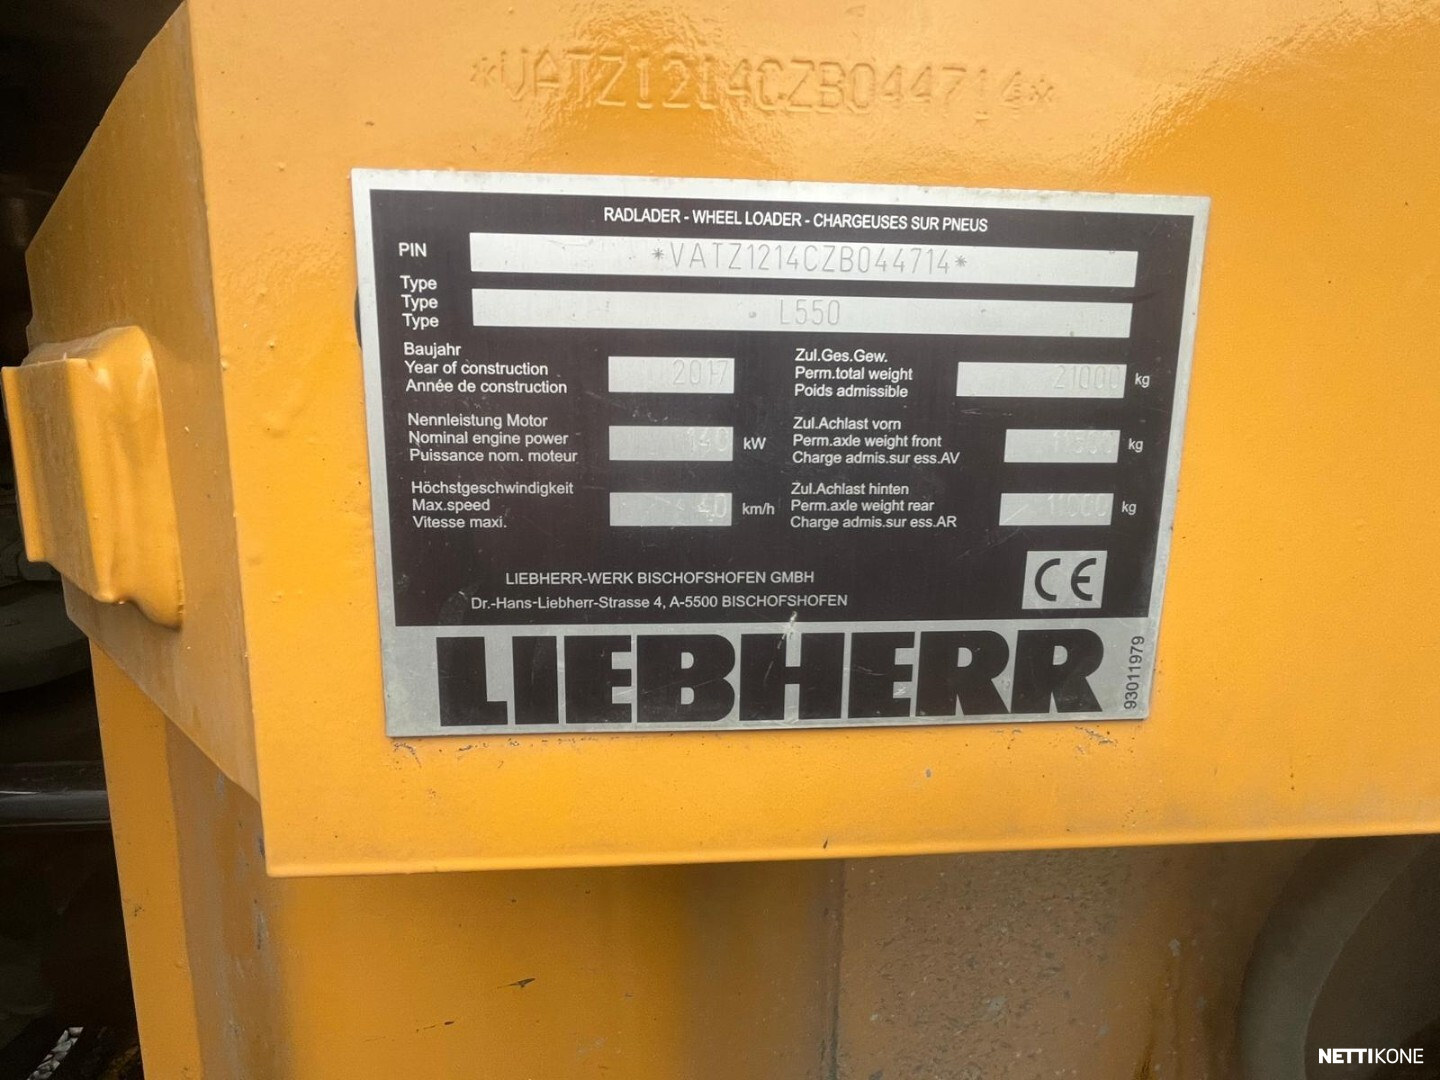 *VATZ1214CZB044714*
RADLADER - WHEEL LOADER - CHARGEUSES SUR PNEUS
PIN *VATZ1214CZB044714*
Type
Type L550
Type
Baujahr
Year of construction 2017
Année de construction
Zul.Ges.Gew.
Perm.total weight 21000 kg
Poids admissible
Nennleistung Motor
Nominal engine power 140 kW
Puissance nom. moteur
Zul.Achlast vorn
Perm.axle weight front 11500 kg
Charge admis.sur ess.AV
Höchstgeschwindigkeit
Max.speed 40 km/h
Vitesse maxi.
Zul.Achlast hinten
Perm.axle weight rear 11000 kg
Charge admis.sur ess.AR
LIEBHERR-WERK BISCHOFSHOFEN GMBH
Dr.-Hans-Liebherr-Strasse 4, A-5500 BISCHOFSHOFEN
CE
LIEBHERR
93011979
NETTIKONE